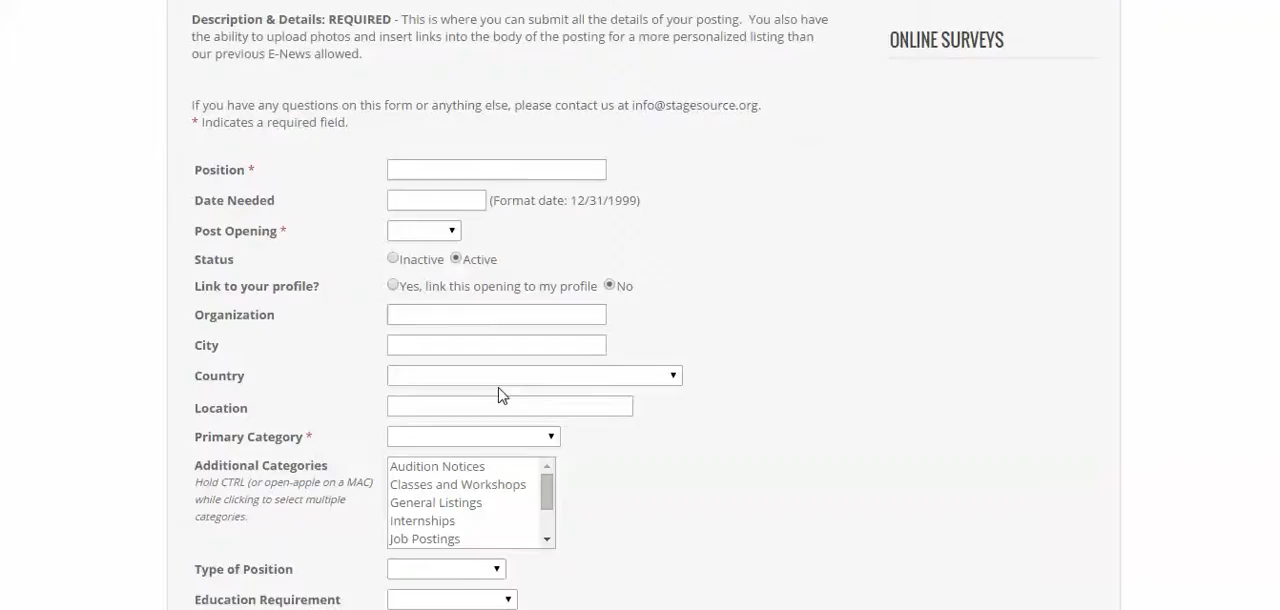 Description & Details: REQUIRED - This is where you can submit all the details of your posting.  You also have
the ability to upload photos and insert links into the body of the posting for a more personalized listing than
our previous E-News allowed.
ONLINE SURVEYS
If you have any questions on this form or anything else, please contact us at info@stagesource.org.
* Indicates a required field.
Position *
Date Needed (Format date: 12/31/1999)
Post Opening *
Status Inactive Active
Link to your profile? Yes, link this opening to my profile No
Organization
City
Country
Location
Primary Category *
Additional Categories
Hold CTRL (or open-apple on a MAC)
while clicking to select multiple
categories.
Audition Notices
Classes and Workshops
General Listings
Internships
Job Postings
Type of Position
Education Requirement